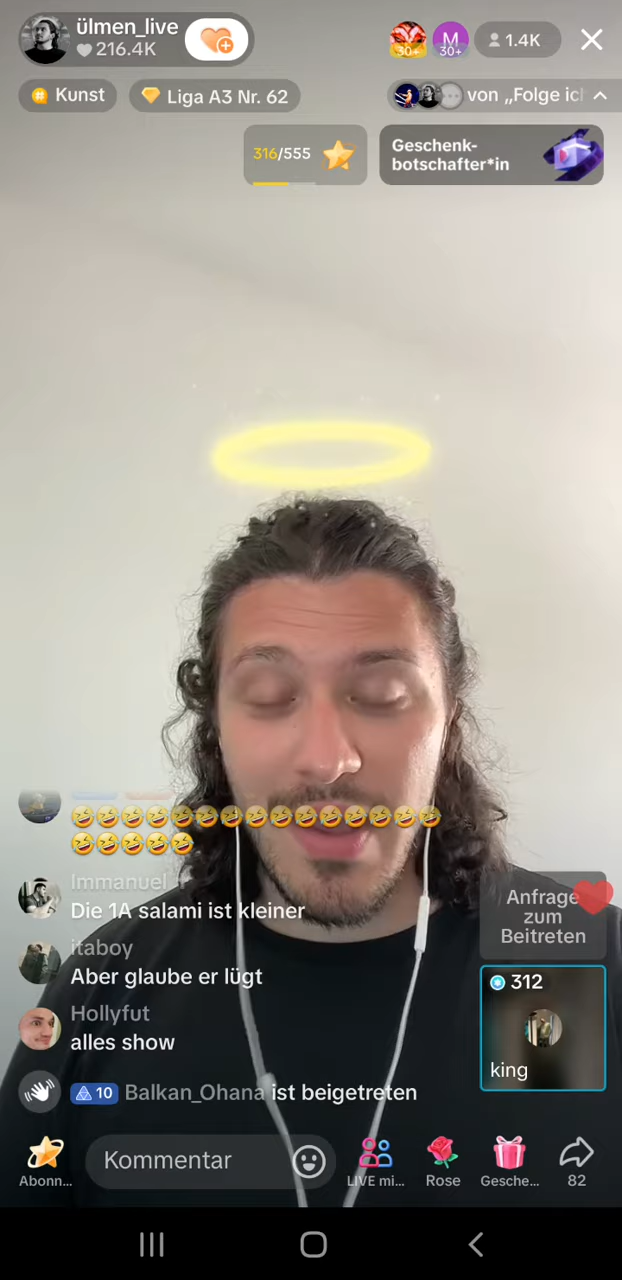 ülmen_live
216.4K
30+
M
30+
1.4K
Kunst
Liga A3 Nr. 62
von „Folge ich
316/555
Geschenk-
botschafter*in
Immanuel
Die 1A salami ist kleiner
itaboy
Aber glaube er lügt
Hollyfut
alles show
10 Balkan_Ohana ist beigetreten
Anfrage
zum
Beitreten
312
king
Kommentar
Abonn...
LIVE mi...
Rose
Gesche...
82